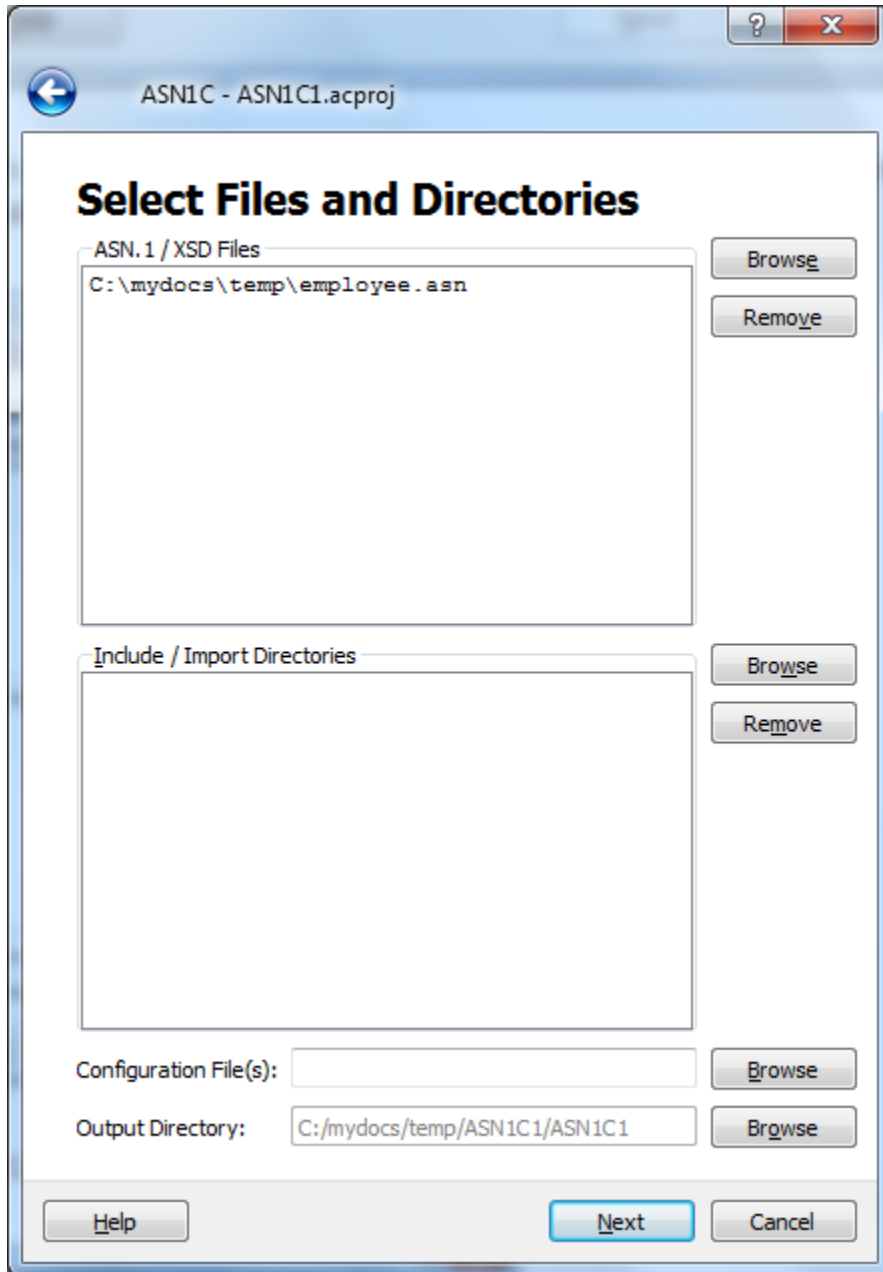 ?
X
ASN1C - ASN1C1.acproj
Select Files and Directories
ASN.1 / XSD Files
Browse
C:\mydocs\temp\employee.asn
Remove
Include / Import Directories
Browse
Remove
Configuration File(s):
Browse
Output Directory:
C:/mydocs/temp/ASN1C1/ASN1C1
Browse
Help
Next
Cancel